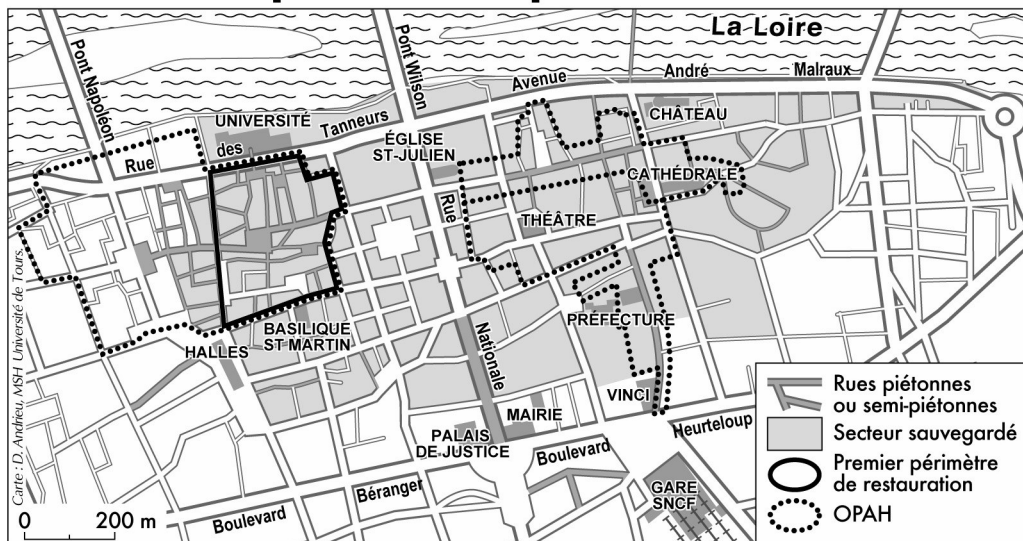 La Loire
Pont Napoléon
Pont Wilson
Avenue André Malraux
UNIVERSITÉ
Rue des Tanneurs
CHÂTEAU
ÉGLISE
ST-JULIEN
CATHÉDRALE
Rue Nationale
THÉÂTRE
PRÉFECTURE
BASILIQUE
ST MARTIN
HALLES
VINCI
MAIRIE
PALAIS
DE JUSTICE
Boulevard Heurteloup
Boulevard Béranger
GARE
SNCF
Rues piétonnes
ou semi-piétonnes
Secteur sauvegardé
Premier périmètre
de restauration
OPAH
0 200 m
Carte : D. Andrieu, MSH Université de Tours.